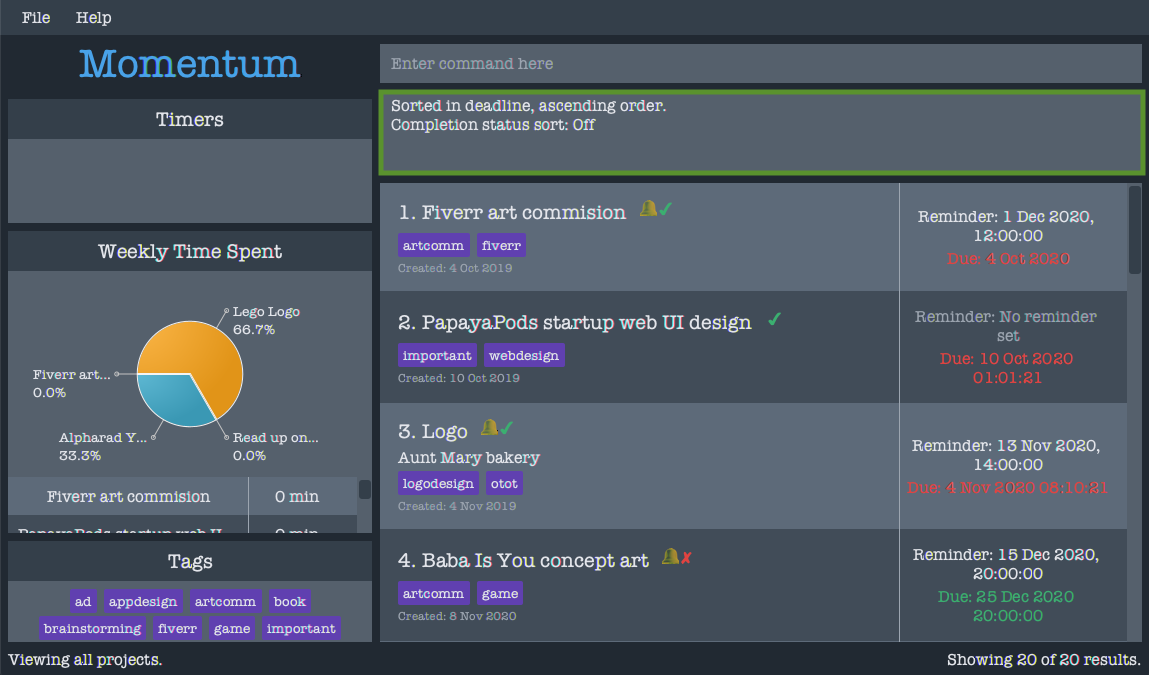 File Help
Momentum
Timers
Weekly Time Spent
Lego Logo
66.7%
Fiverr art...
0.0%
Alpharad Y...
33.3%
Read up on...
0.0%
Fiverr art commision 0 min
PapayaPods startup web U... 0 min
Tags
ad appdesign artcomm book
brainstorming fiverr game important
Enter command here
Sorted in deadline, ascending order.
Completion status sort: Off
1. Fiverr art commision
artcomm fiverr
Created: 4 Oct 2019
Reminder: 1 Dec 2020,
12:00:00
Due: 4 Oct 2020
2. PapayaPods startup web UI design
important webdesign
Created: 10 Oct 2019
Reminder: No reminder
set
Due: 10 Oct 2020
01:01:21
3. Logo
Aunt Mary bakery
logodesign otot
Created: 4 Nov 2019
Reminder: 13 Nov 2020,
14:00:00
Due: 4 Nov 2020 08:10:21
4. Baba Is You concept art
artcomm game
Created: 8 Nov 2020
Reminder: 15 Dec 2020,
20:00:00
Due: 25 Dec 2020
20:00:00
Viewing all projects.
Showing 20 of 20 results.